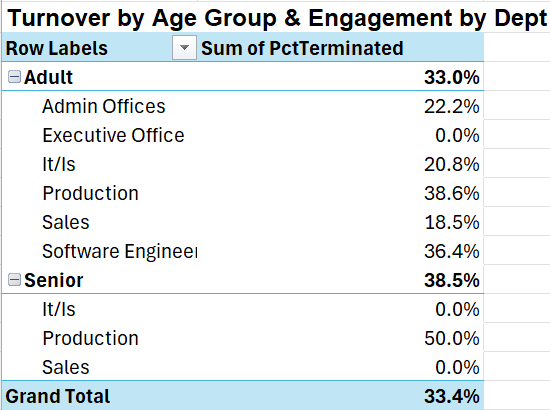 Turnover by Age Group & Engagement by Dept
Row Labels Sum of PctTerminated
Adult 33.0%
Admin Offices 22.2%
Executive Office 0.0%
It/Is 20.8%
Production 38.6%
Sales 18.5%
Software Engineer 36.4%
Senior 38.5%
It/Is 0.0%
Production 50.0%
Sales 0.0%
Grand Total 33.4%